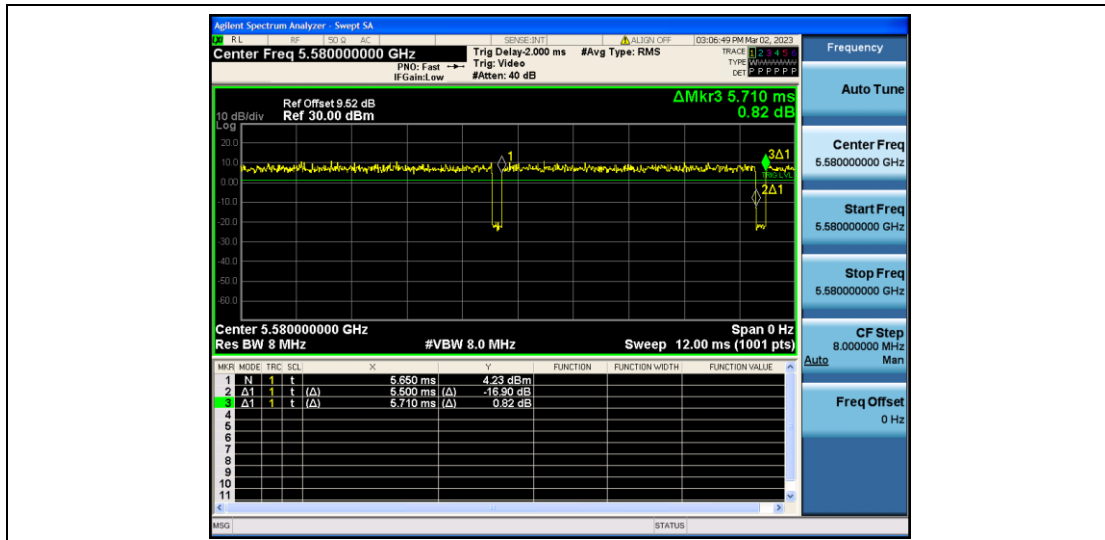 Agilent Spectrum Analyzer - Swept SA
RL RF 50 Ω AC SENSE:INT ALIGN OFF 03:06:49 PM Mar 02, 2023
Center Freq 5.580000000 GHz
PNO: Fast
IFGain:Low
Trig Delay-2.000 ms
Trig: Video
#Atten: 40 dB
#Avg Type: RMS
TRACE 1 2 3 4 5 6
TYPE WWWWWW
DET P P P P P P
Ref Offset 9.52 dB
10 dB/div Ref 30.00 dBm
Log
ΔMkr3 5.710 ms
0.82 dB
20.0
10.0
0.00
-10.0
-20.0
-30.0
-40.0
-50.0
-60.0
1
3Δ1
TRIG LVL
2Δ1
Center 5.580000000 GHz Span 0 Hz
Res BW 8 MHz #VBW 8.0 MHz Sweep 12.00 ms (1001 pts)
MKR MODE TRC SCL X Y FUNCTION FUNCTION WIDTH FUNCTION VALUE
1 N 1 t 5.650 ms 4.23 dBm
2 Δ1 1 t (Δ) 5.500 ms (Δ) -16.90 dB
3 Δ1 1 t (Δ) 5.710 ms (Δ) 0.82 dB
4
5
6
7
8
9
10
11
MSG STATUS
Frequency
Auto Tune
Center Freq
5.580000000 GHz
Start Freq
5.580000000 GHz
Stop Freq
5.580000000 GHz
CF Step
8.000000 MHz
Auto Man
Freq Offset
0 Hz